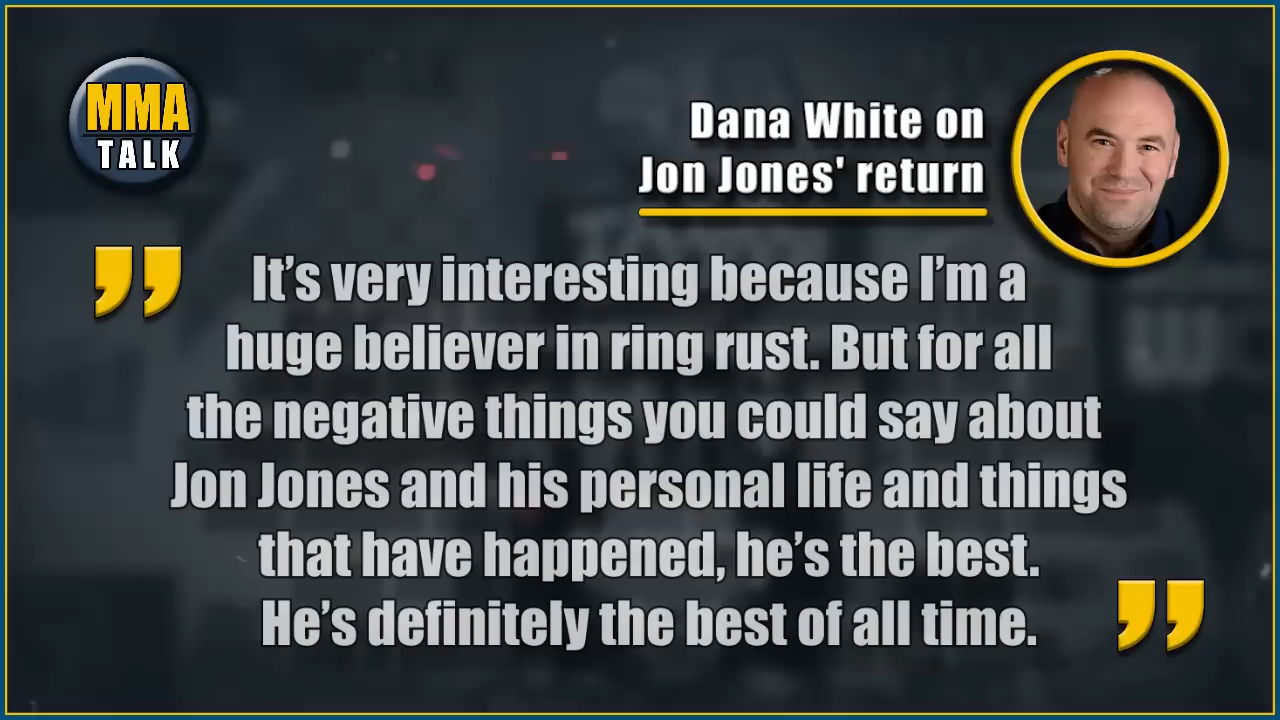 MMA
TALK
Dana White on
Jon Jones' return
It’s very interesting because I’m a
huge believer in ring rust. But for all
the negative things you could say about
Jon Jones and his personal life and things
that have happened, he’s the best.
He’s definitely the best of all time.